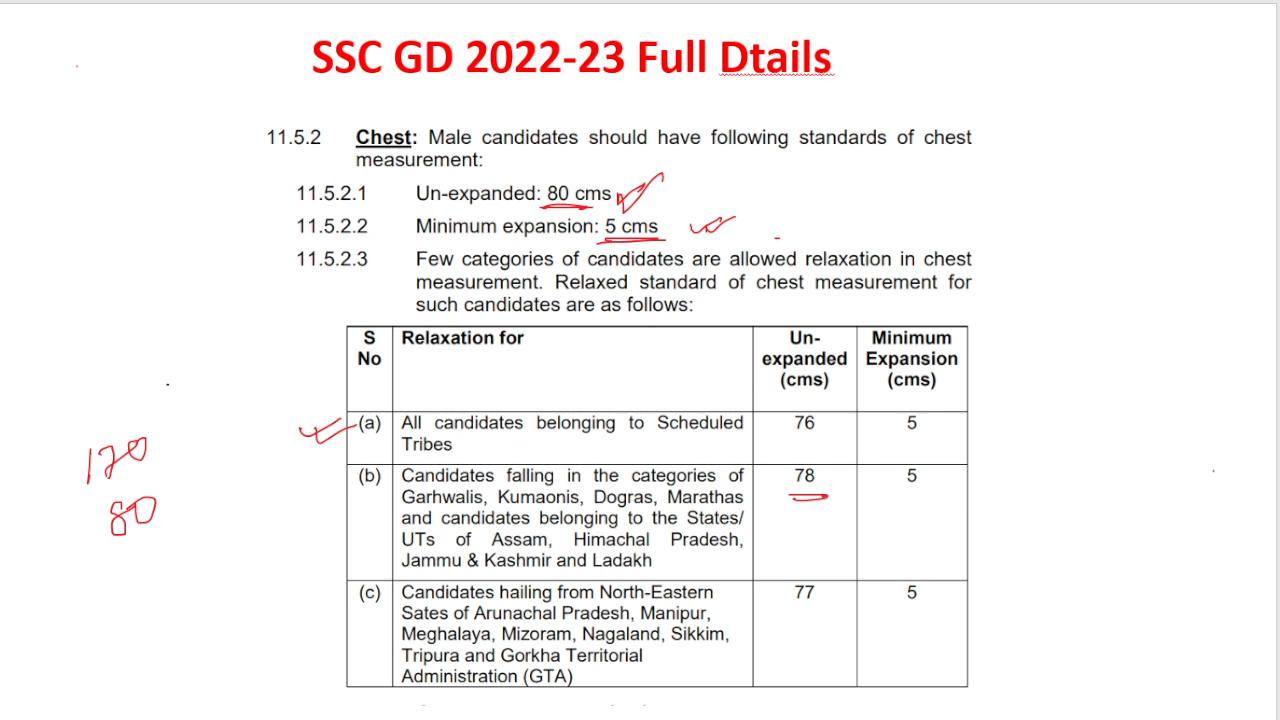 SSC GD 2022-23 Full Dtails
11.5.2 Chest: Male candidates should have following standards of chest
measurement:
11.5.2.1 Un-expanded: 80 cms
11.5.2.2 Minimum expansion: 5 cms
11.5.2.3 Few categories of candidates are allowed relaxation in chest
measurement. Relaxed standard of chest measurement for
such candidates are as follows:
S Relaxation for Un- Minimum
No expanded Expansion
(cms) (cms)
(a) All candidates belonging to Scheduled 76 5
Tribes
(b) Candidates falling in the categories of 78 5
Garhwalis, Kumaonis, Dogras, Marathas
and candidates belonging to the States/
UTs of Assam, Himachal Pradesh,
Jammu & Kashmir and Ladakh
(c) Candidates hailing from North-Eastern 77 5
Sates of Arunachal Pradesh, Manipur,
Meghalaya, Mizoram, Nagaland, Sikkim,
Tripura and Gorkha Territorial
Administration (GTA)
170
80